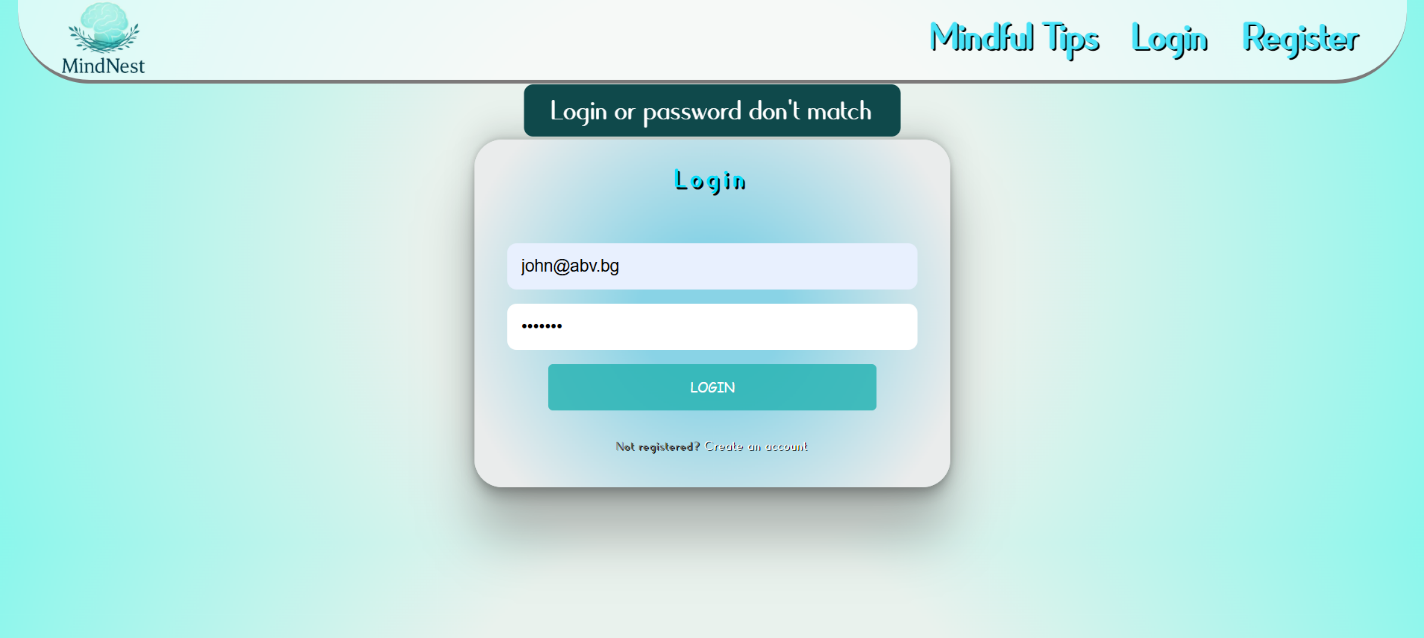 MindNest
Mindful Tips Login Register
Login or password don't match
Login
john@abv.bg
•••••••
LOGIN
Not registered? Create an account